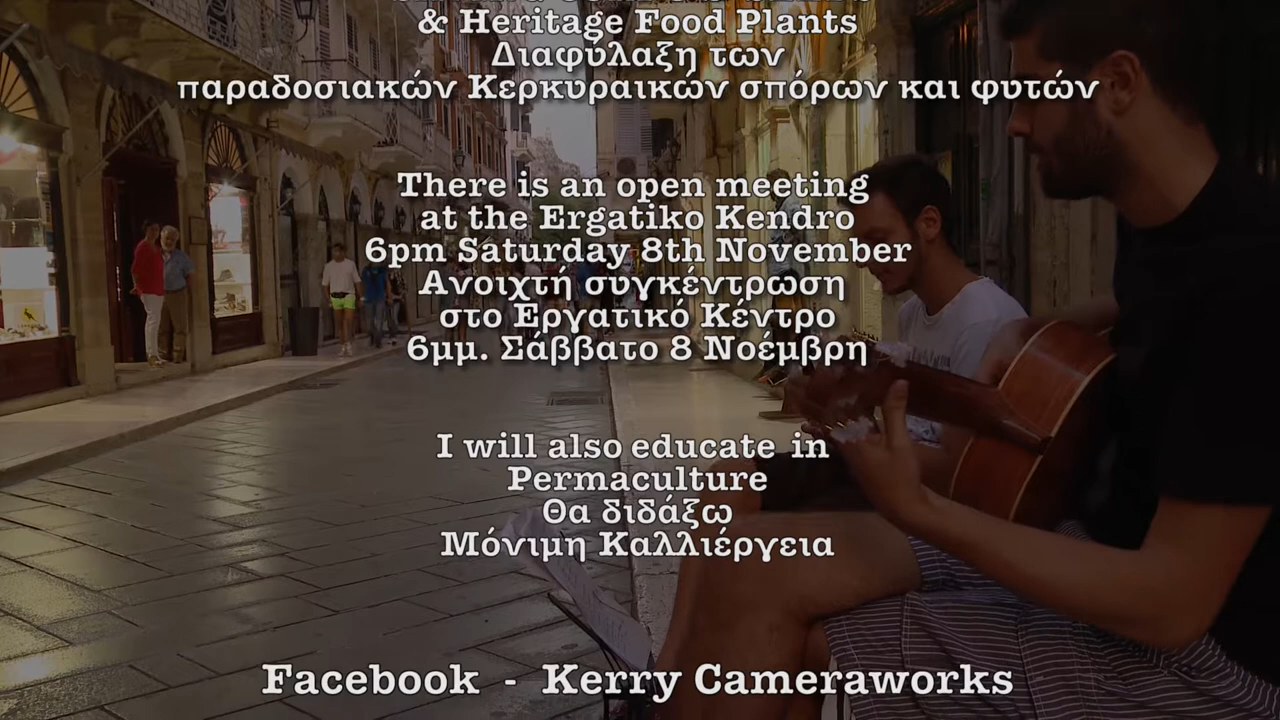 & Heritage Food Plants
Διαφύλαξη των
παραδοσιακών Κερκυραικών σπόρων και φυτών
There is an open meeting
at the Ergatiko Kendro
6pm Saturday 8th November
Ανοιχτή συγκέντρωση
στο Εργατικό Κέντρο
6μμ. Σάββατο 8 Νοέμβρη
I will also educate in
Permaculture
Θα διδάξω
Μόνιμη Καλλιέργεια
Facebook - Kerry Cameraworks